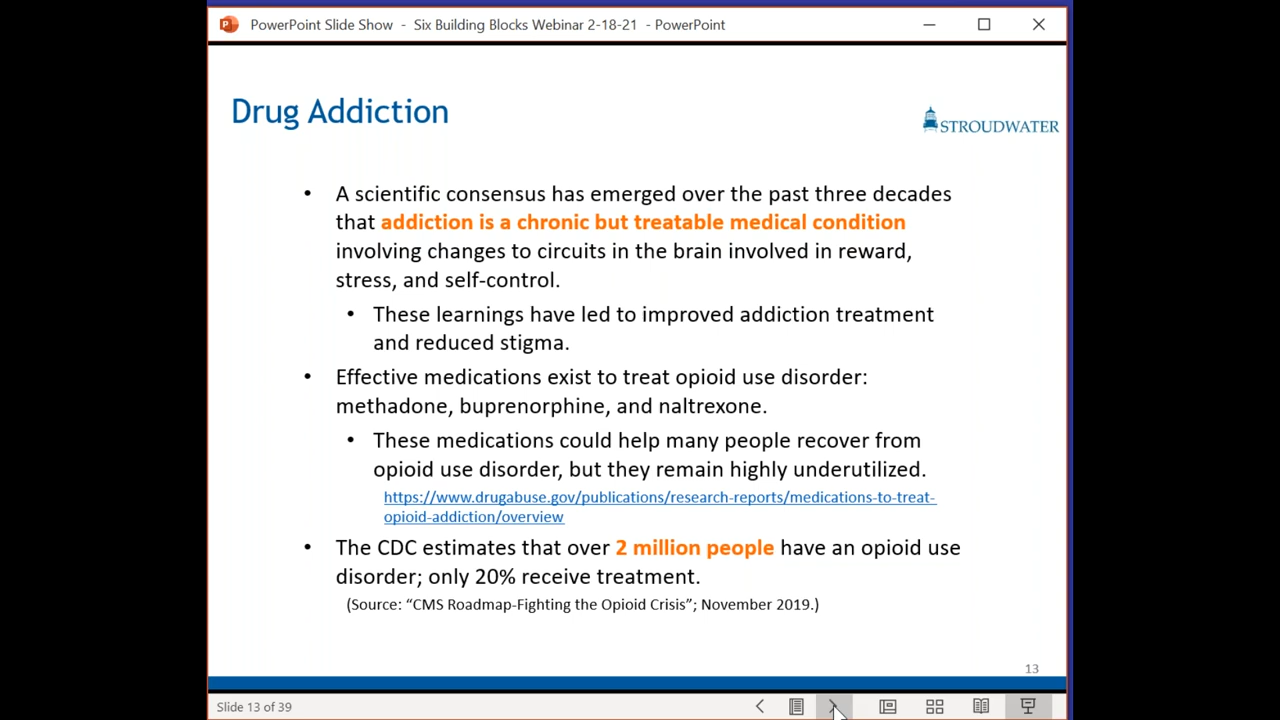 PowerPoint Slide Show - Six Building Blocks Webinar 2-18-21 - PowerPoint
Drug Addiction
STROUDWATER
• A scientific consensus has emerged over the past three decades
that addiction is a chronic but treatable medical condition
involving changes to circuits in the brain involved in reward,
stress, and self-control.
• These learnings have led to improved addiction treatment
and reduced stigma.
• Effective medications exist to treat opioid use disorder:
methadone, buprenorphine, and naltrexone.
• These medications could help many people recover from
opioid use disorder, but they remain highly underutilized.
https://www.drugabuse.gov/publications/research-reports/medications-to-treat-
opioid-addiction/overview
• The CDC estimates that over 2 million people have an opioid use
disorder; only 20% receive treatment.
(Source: “CMS Roadmap-Fighting the Opioid Crisis”; November 2019.)
13
Slide 13 of 39